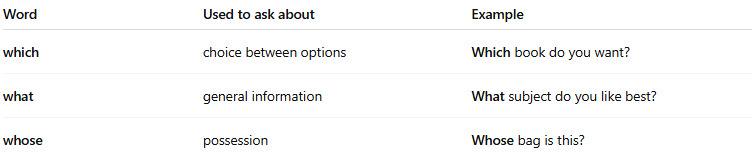 Word Used to ask about Example
which choice between options Which book do you want?
what general information What subject do you like best?
whose possession Whose bag is this?